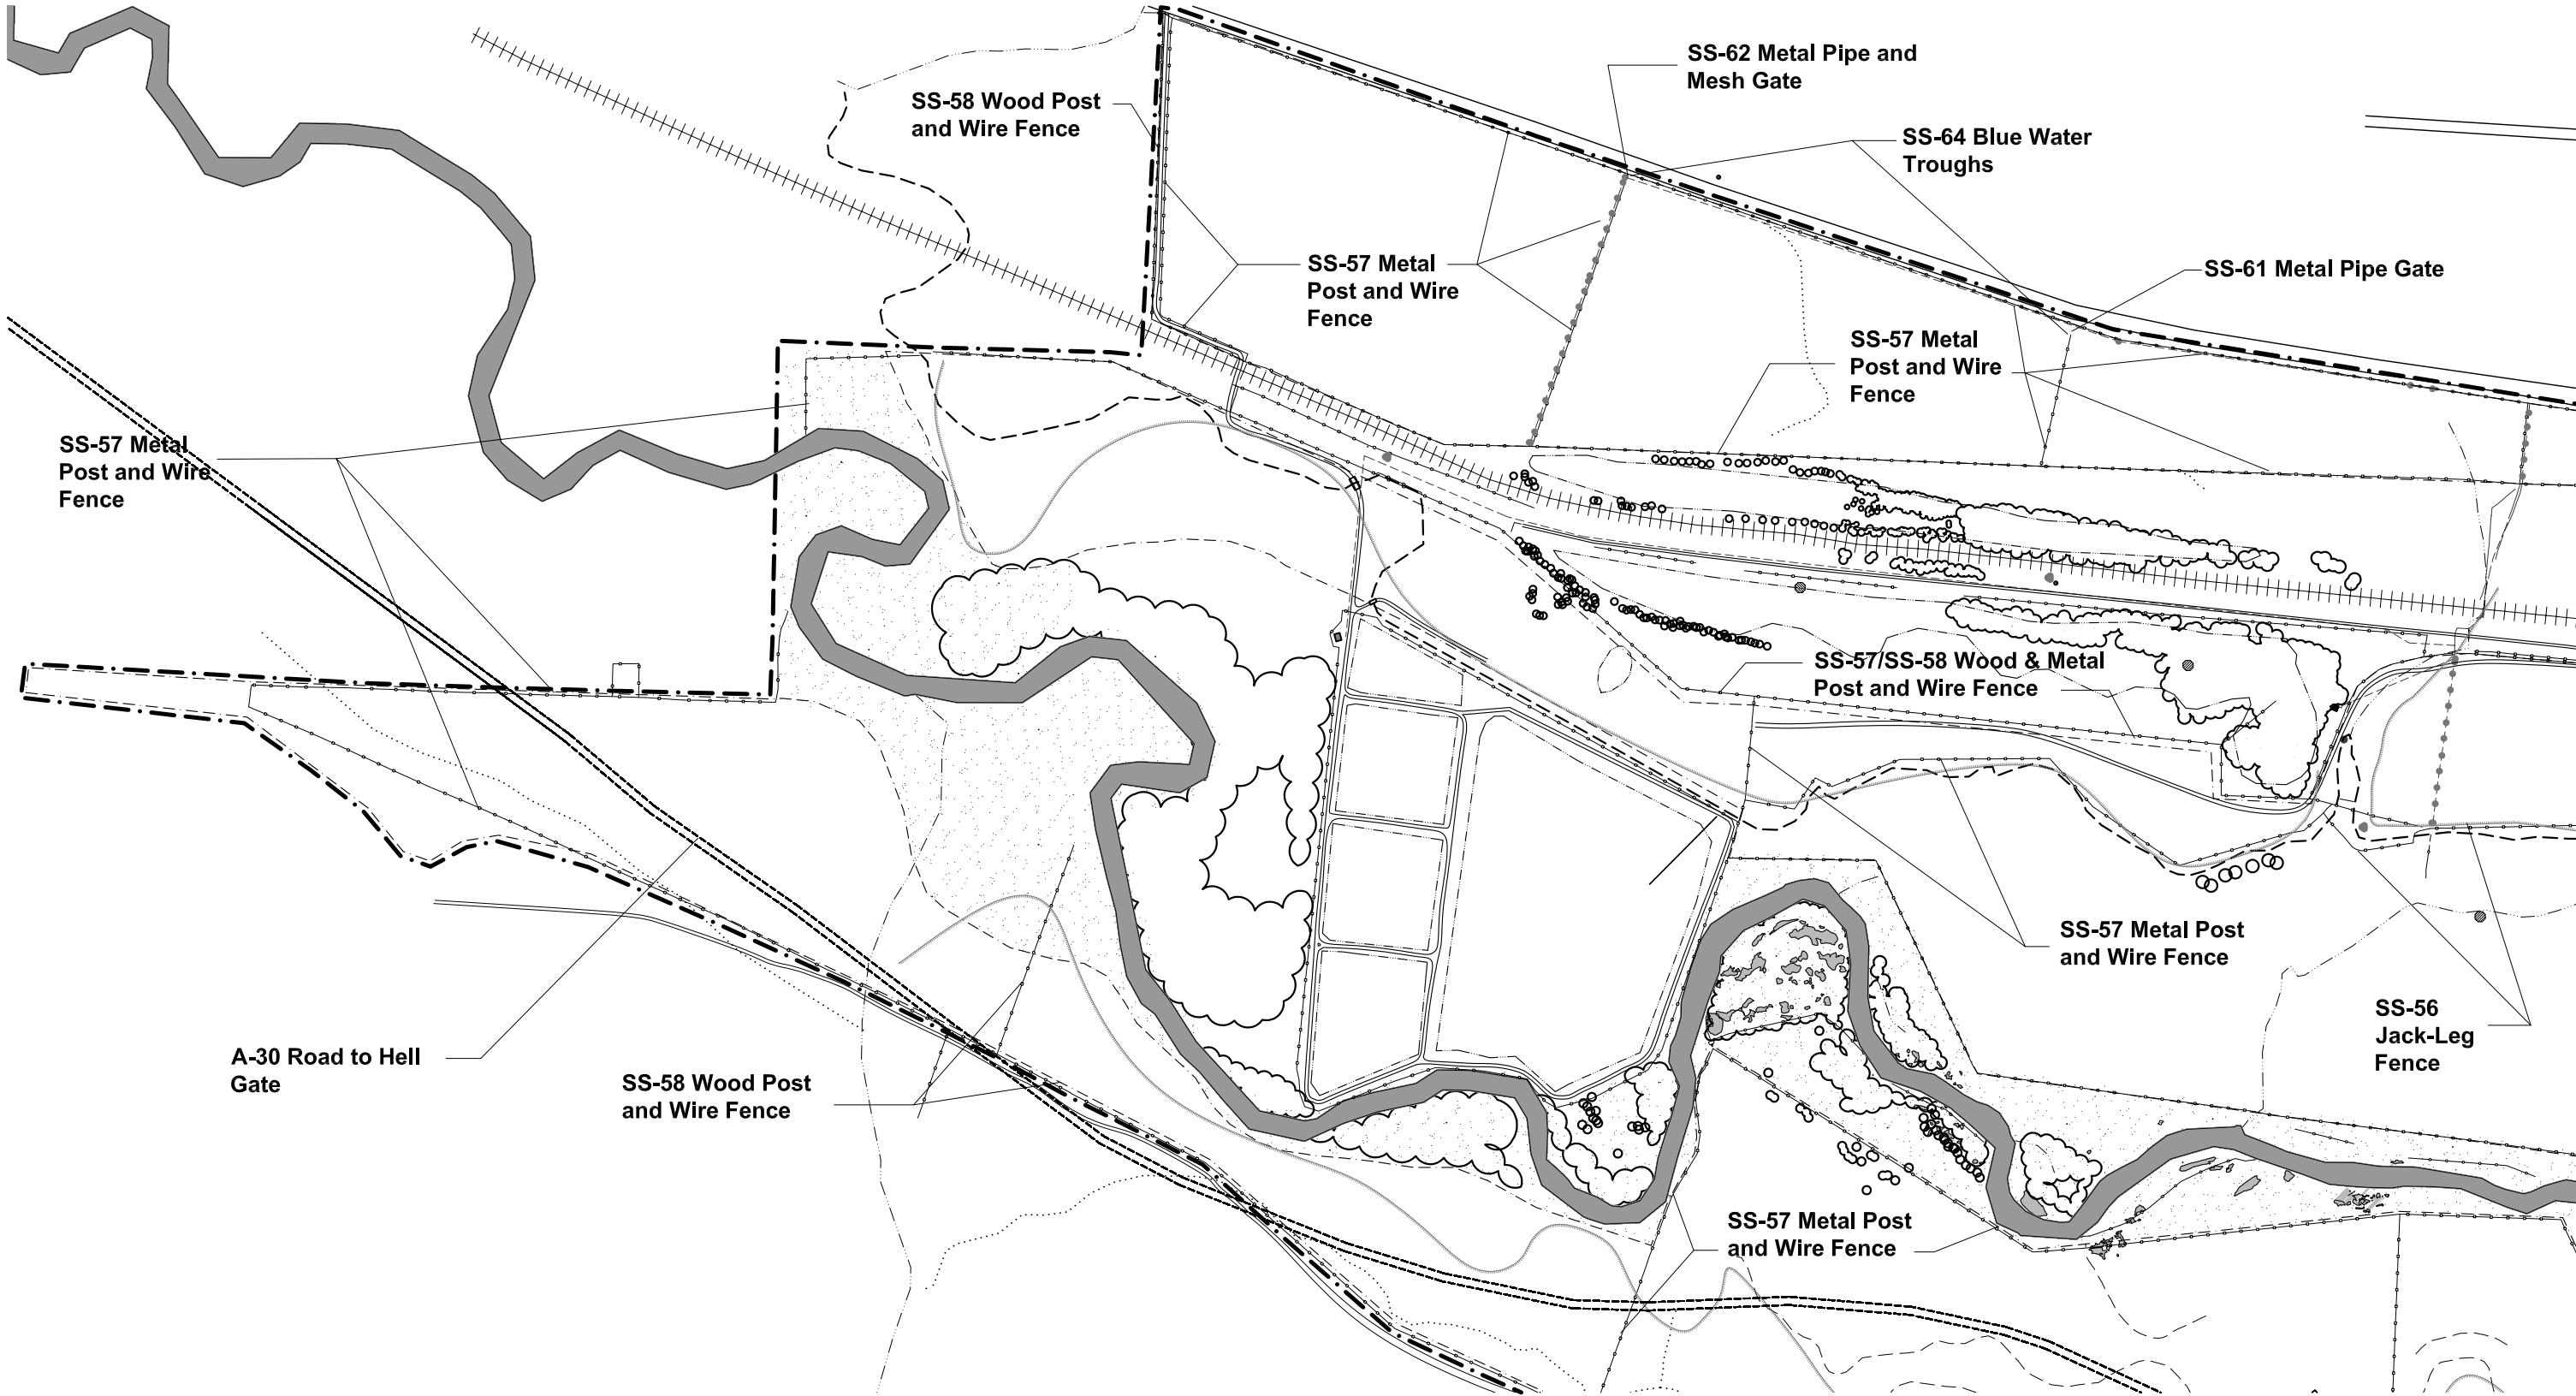 SS-62 Metal Pipe and
Mesh Gate
SS-58 Wood Post
and Wire Fence
SS-64 Blue Water
Troughs
SS-57 Metal
Post and Wire
Fence
SS-61 Metal Pipe Gate
SS-57 Metal
Post and Wire
Fence
SS-57 Metal
Post and Wire
Fence
SS-57/SS-58 Wood & Metal
Post and Wire Fence
SS-57 Metal Post
and Wire Fence
SS-56
Jack-Leg
Fence
A-30 Road to Hell
Gate
SS-58 Wood Post
and Wire Fence
SS-57 Metal Post
and Wire Fence